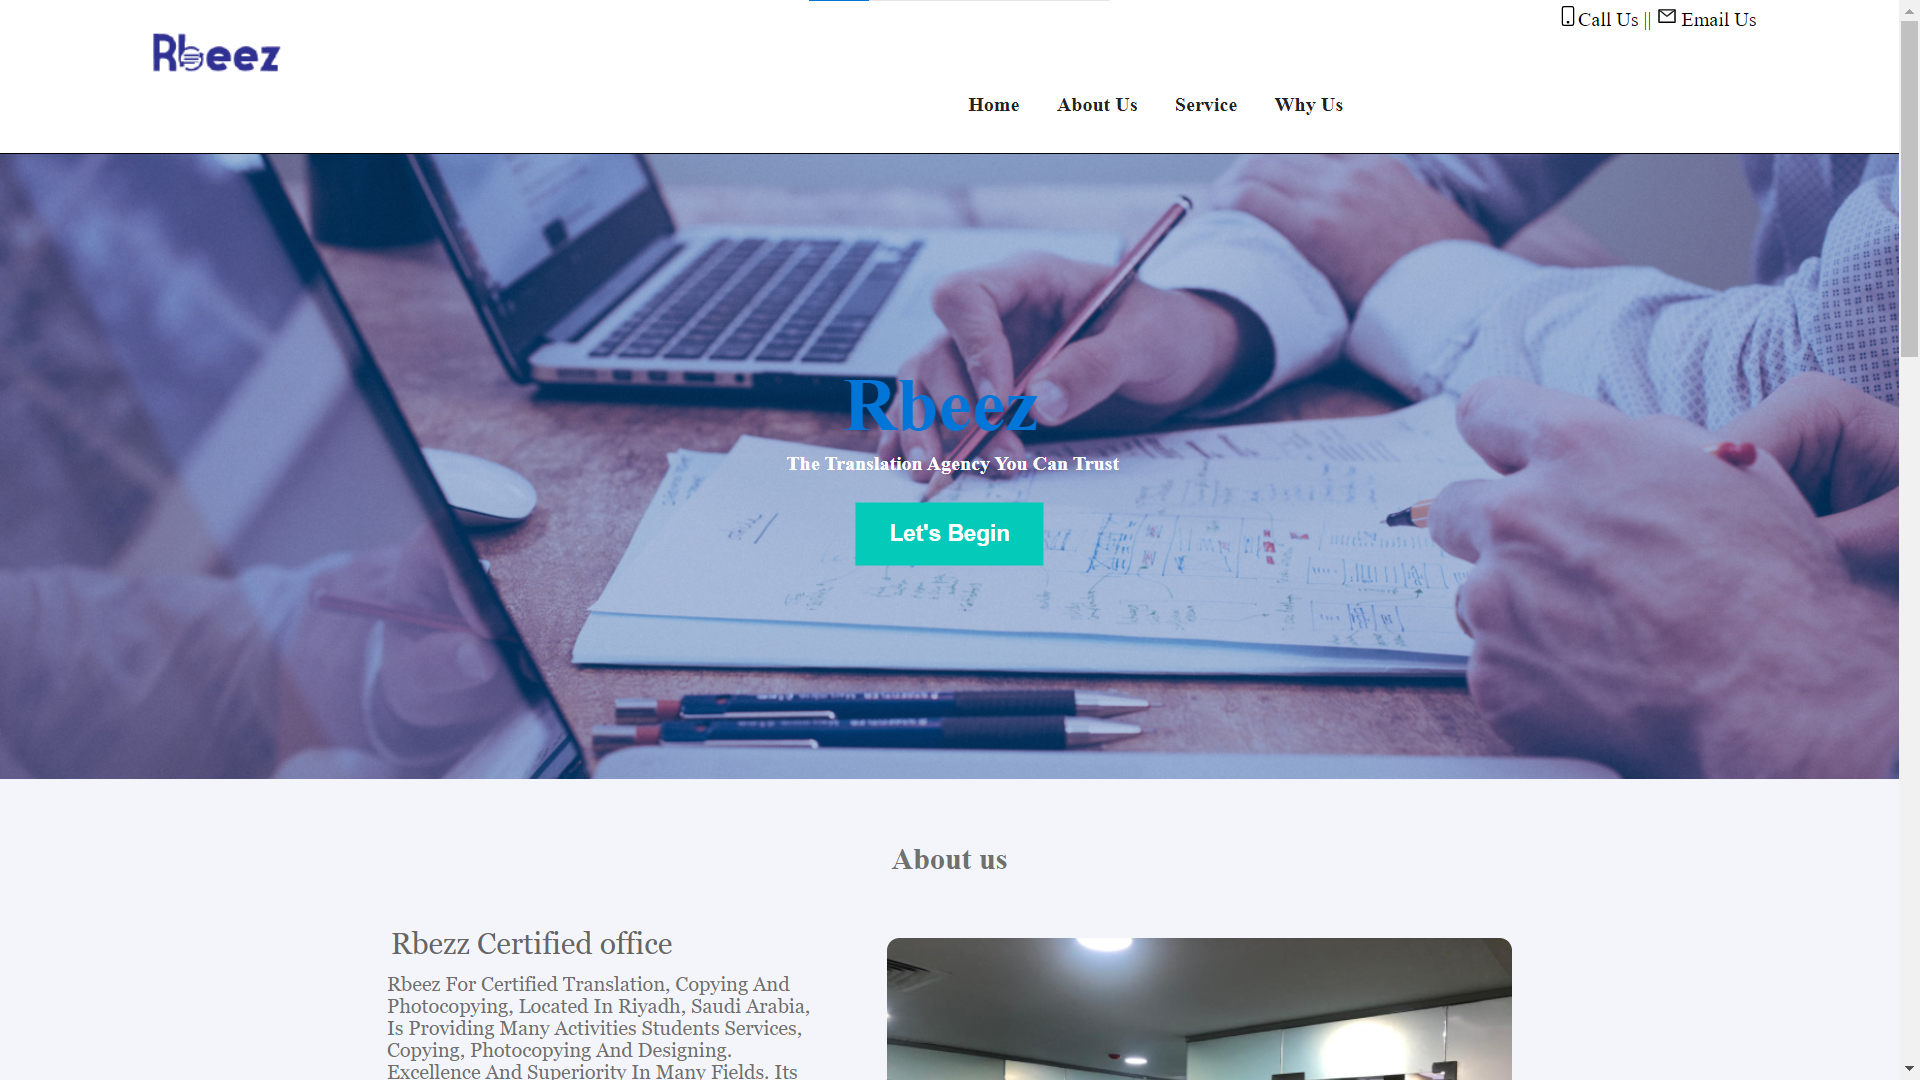 Rbeez
Call Us || Email Us
Home About Us Service Why Us
Rbeez
The Translation Agency You Can Trust
Let's Begin
About us
Rbezz Certified office
Rbeez For Certified Translation, Copying And
Photocopying, Located In Riyadh, Saudi Arabia,
Is Providing Many Activities Students Services,
Copying, Photocopying And Designing.
Excellence And Superiority In Many Fields. Its